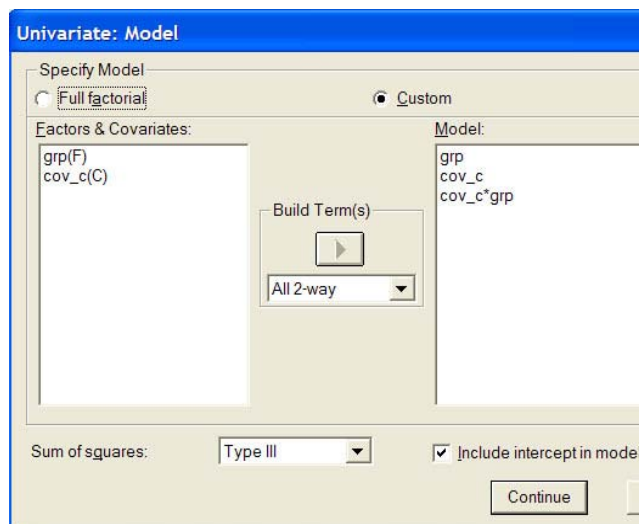 Univariate: Model
Specify Model
Full factorial
Custom
Factors & Covariates:
Model:
grp(F)
cov_c(C)
grp
cov_c
cov_c*grp
Build Term(s)
All 2-way
Sum of squares:
Type III
Include intercept in mode
Continue